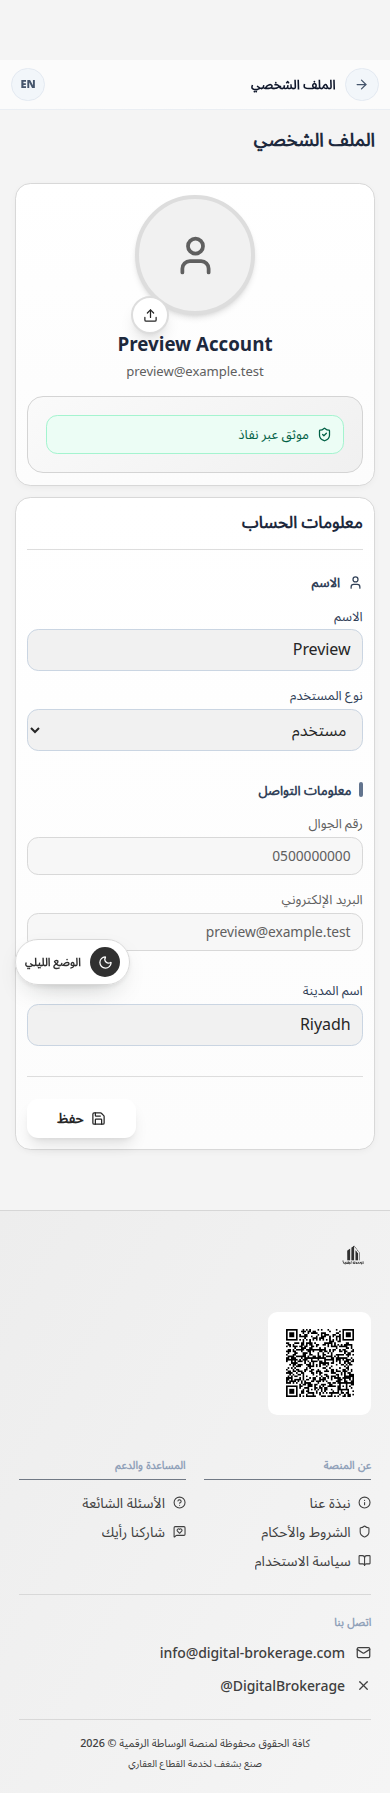 الملف الشخصي
EN
الملف الشخصي
Preview Account
preview@example.test
موثق عبر نفاذ
معلومات الحساب
الاسم
الاسم
Preview
نوع المستخدم
مستخدم
معلومات التواصل
رقم الجوال
0500000000
البريد الإلكتروني
preview@example.test
الوضع الليلي
اسم المدينة
Riyadh
حفظ
عن المنصة
نبذة عنا
الشروط والأحكام
سياسة الاستخدام
المساعدة والدعم
الأسئلة الشائعة
شاركنا رأيك
اتصل بنا
info@digital-brokerage.com
@DigitalBrokerage
كافة الحقوق محفوظة لمنصة الوساطة الرقمية © 2026
صنع بشغف لخدمة القطاع العقاري